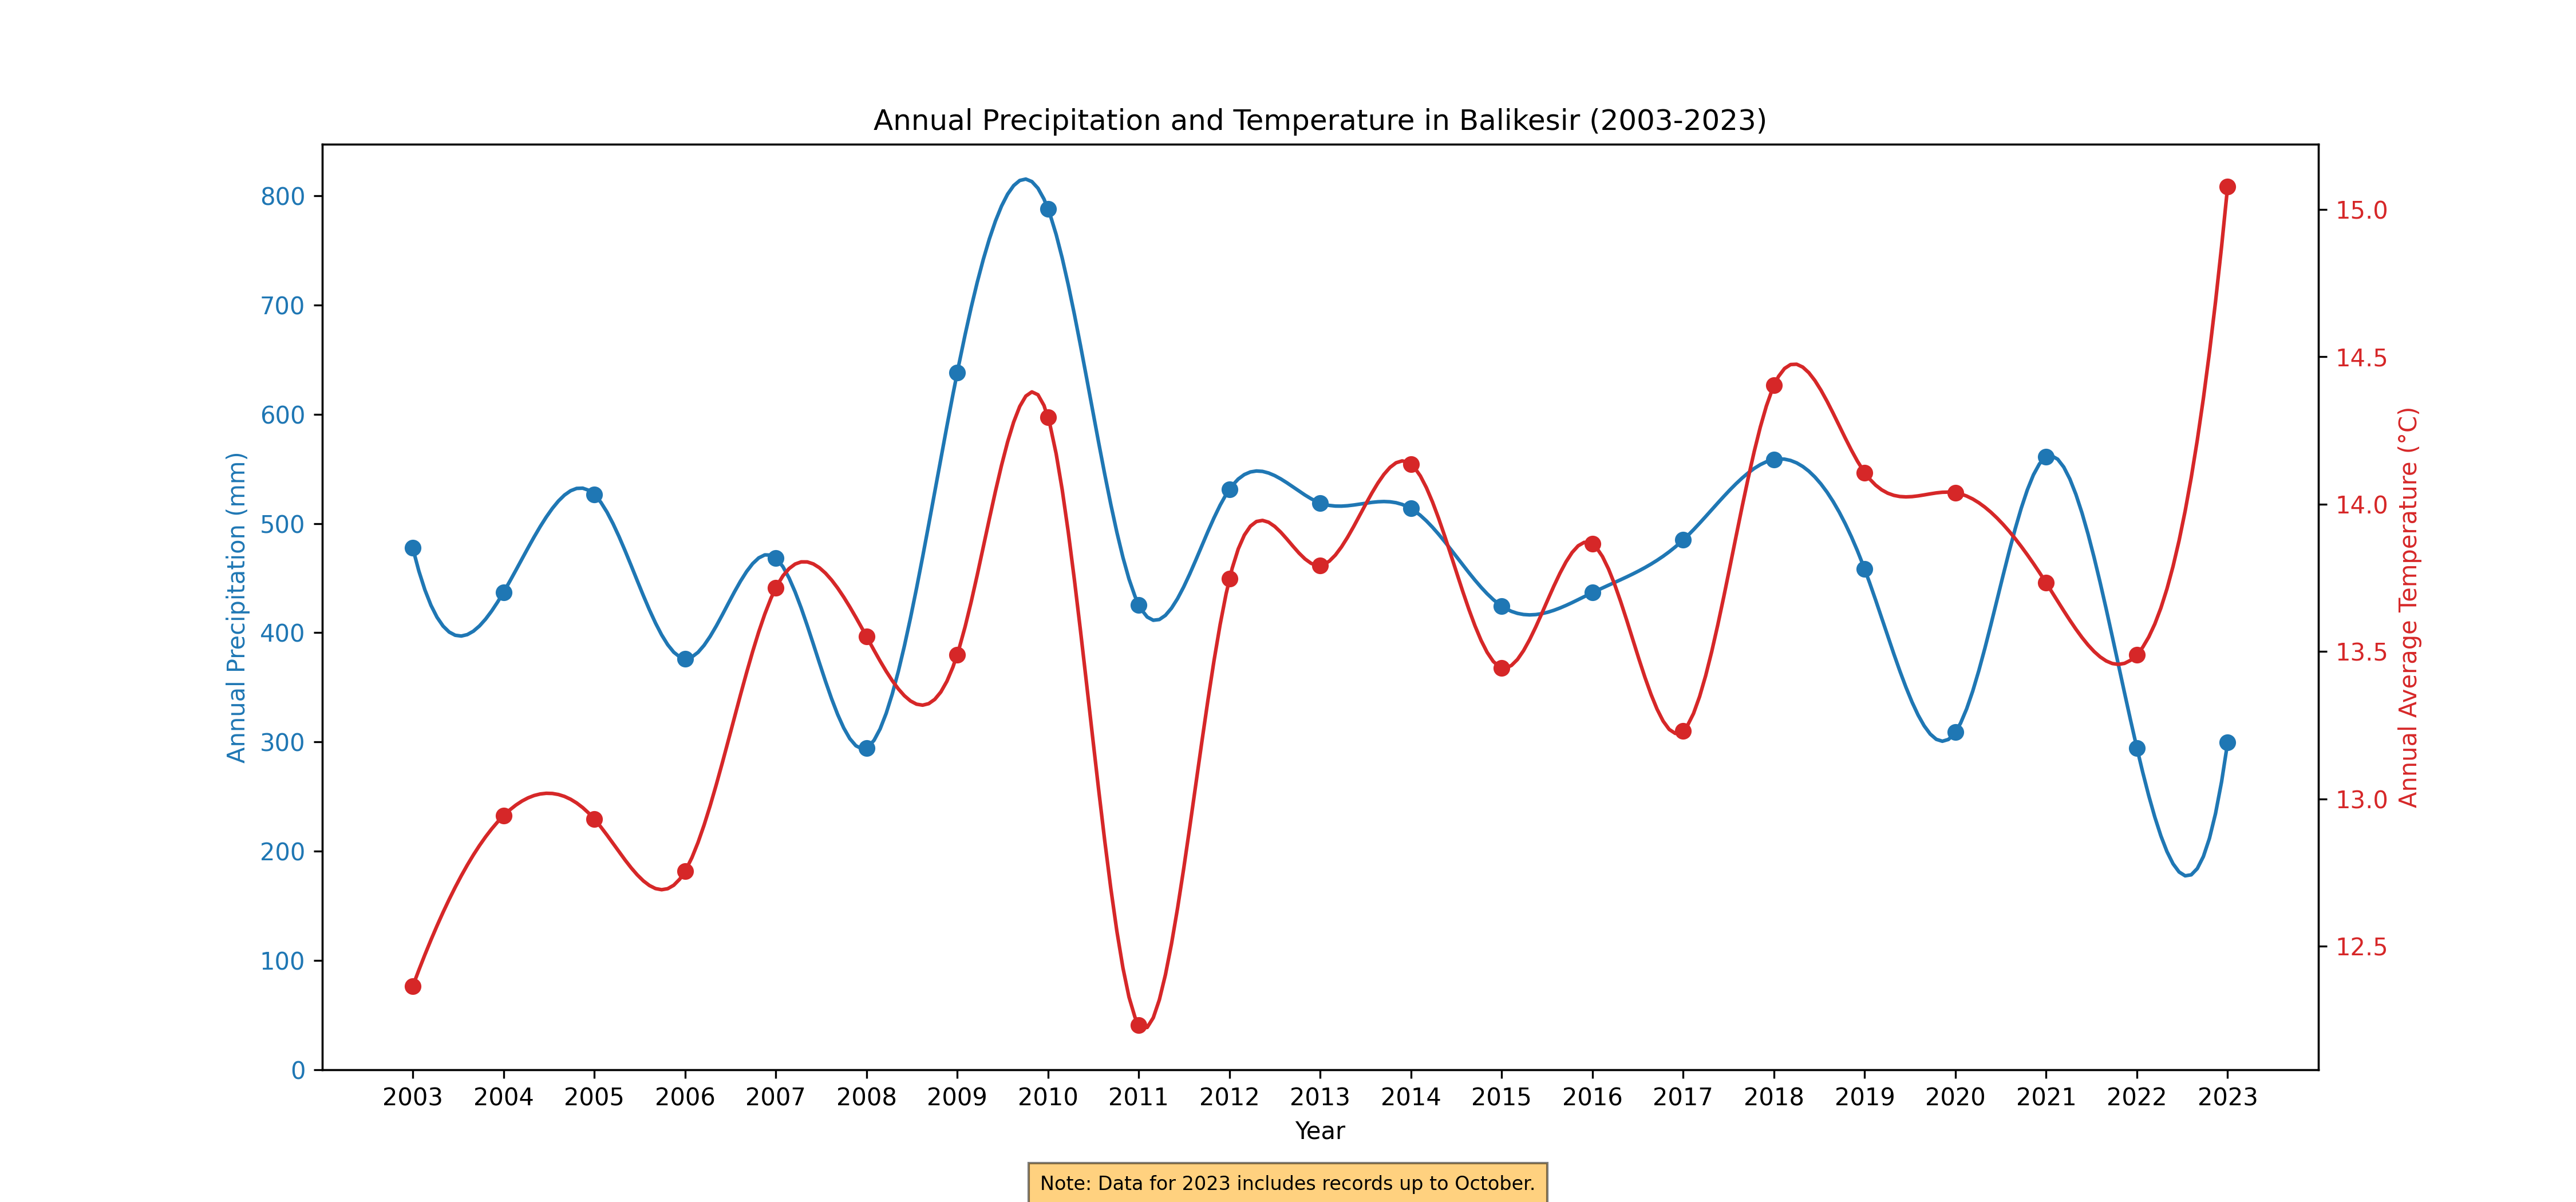 Annual Precipitation and Temperature in Balikesir (2003-2023)
Annual Precipitation (mm)
800
700
600
500
400
300
200
100
0
15.0
14.5
14.0
13.5
13.0
12.5
Annual Average Temperature (°C)
2003 2004 2005 2006 2007 2008 2009 2010 2011 2012 2013 2014 2015 2016 2017 2018 2019 2020 2021 2022 2023
Year
Note: Data for 2023 includes records up to October.